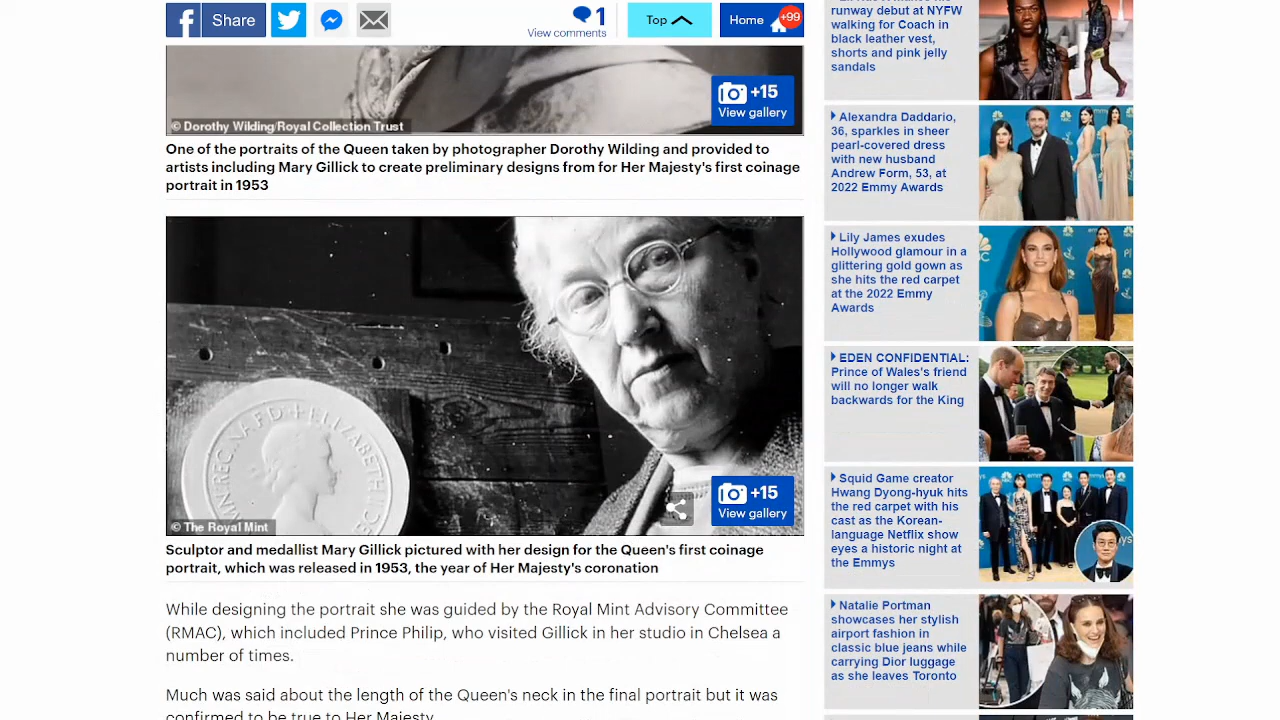 Share
1
View comments
Top
Home
+99
+15
View gallery
© Dorothy Wilding/Royal Collection Trust
One of the portraits of the Queen taken by photographer Dorothy Wilding and provided to
artists including Mary Gillick to create preliminary designs from for Her Majesty's first coinage
portrait in 1953
+15
View gallery
© The Royal Mint
Sculptor and medallist Mary Gillick pictured with her design for the Queen's first coinage
portrait, which was released in 1953, the year of Her Majesty's coronation
While designing the portrait she was guided by the Royal Mint Advisory Committee
(RMAC), which included Prince Philip, who visited Gillick in her studio in Chelsea a
number of times.
Much was said about the length of the Queen's neck in the final portrait but it was
confirmed to be true to Her Majesty.
runway debut at NYFW
walking for Coach in
black leather vest,
shorts and pink jelly
sandals
Alexandra Daddario,
36, sparkles in sheer
pearl-covered dress
with new husband
Andrew Form, 53, at
2022 Emmy Awards
Lily James exudes
Hollywood glamour in a
glittering gold gown as
she hits the red carpet
at the 2022 Emmy
Awards
EDEN CONFIDENTIAL:
Prince of Wales's friend
will no longer walk
backwards for the King
Squid Game creator
Hwang Dyong-hyuk hits
the red carpet with his
cast as the Korean-
language Netflix show
eyes a historic night at
the Emmys
Natalie Portman
showcases her stylish
airport fashion in
classic blue jeans while
carrying Dior luggage
as she leaves Toronto